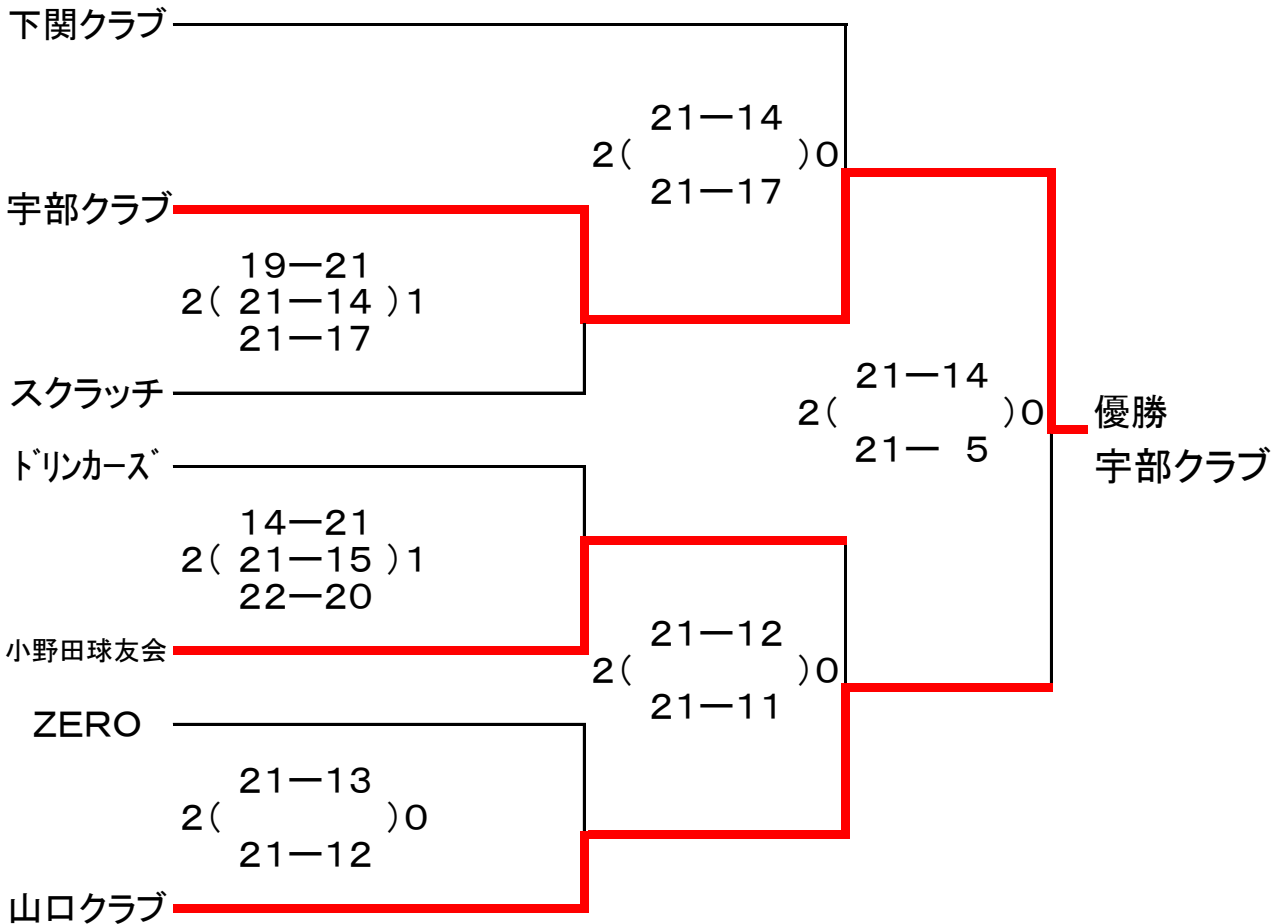 下関クラブ
21－14
2( )0
21－17
宇部クラブ
19－21
2( 21－14 )1
21－17
スクラッチ
21－14
2( )0
21－ 5
優勝
宇部クラブ
ﾄﾞﾘﾝｶｰｽﾞ
14－21
2( 21－15 )1
22－20
小野田球友会
21－12
2( )0
21－11
ZERO
21－13
2( )0
21－12
山口クラブ